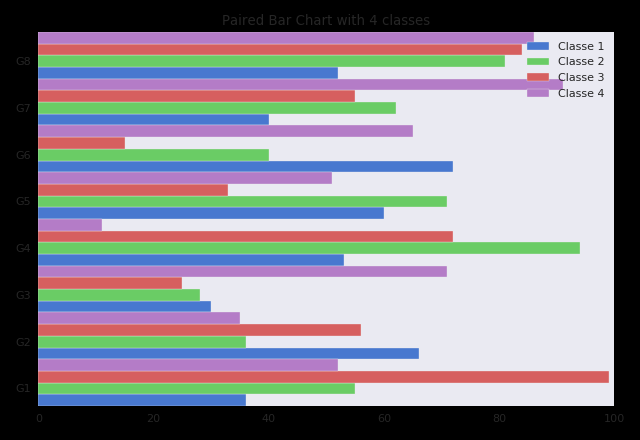 Paired Bar Chart with 4 classes
Classe 1
Classe 2
Classe 3
Classe 4
G8
G7
G6
G5
G4
G3
G2
G1
0 20 40 60 80 100